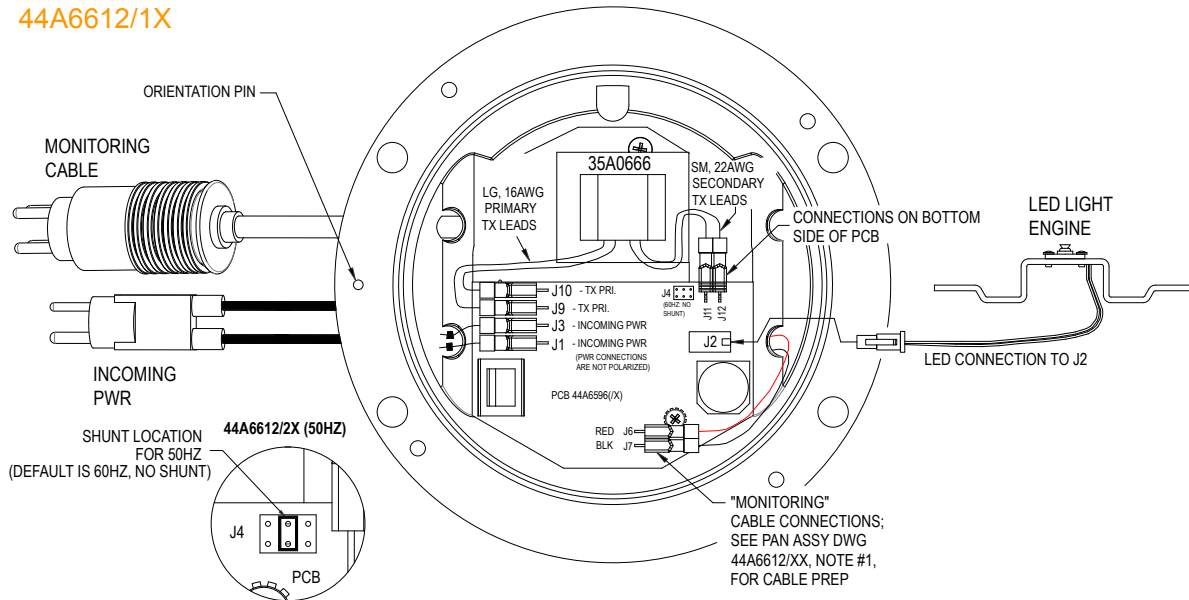 44A6612/1X
ORIENTATION PIN
MONITORING
CABLE
35A0666
LG, 16AWG
PRIMARY
TX LEADS
SM, 22AWG
SECONDARY
TX LEADS
CONNECTIONS ON BOTTOM
SIDE OF PCB
LED LIGHT
ENGINE
J10 - TX PRI.
J9 - TX PRI.
J3 - INCOMING PWR
J1 - INCOMING PWR
(PWR CONNECTIONS
ARE NOT POLARIZED)
J4
(60HZ: NO
SHUNT)
J11
J12
J2
LED CONNECTION TO J2
INCOMING
PWR
PCB 44A6596(/X)
RED J6
BLK J7
44A6612/2X (50HZ)
SHUNT LOCATION
FOR 50HZ
(DEFAULT IS 60HZ, NO SHUNT)
J4
PCB
"MONITORING"
CABLE CONNECTIONS;
SEE PAN ASSY DWG
44A6612/XX, NOTE #1,
FOR CABLE PREP